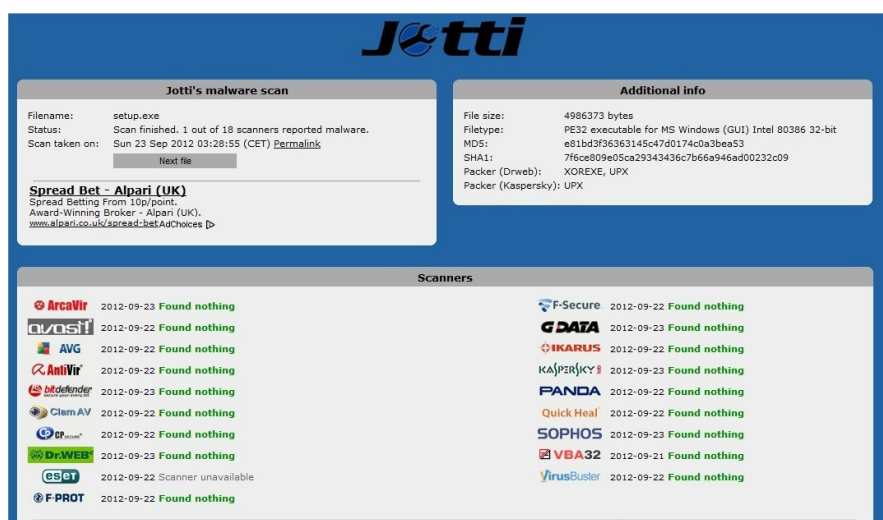 Jotti
Jotti's malware scan
Filename: setup.exe
Status: Scan finished. 1 out of 18 scanners reported malware.
Scan taken on: Sun 23 Sep 2012 03:28:55 (CET) Permalink
Next file
Spread Bet - Alpari (UK)
Spread Betting From 10p/point.
Award-Winning Broker - Alpari (UK).
www.alpari.co.uk/spread-bet AdChoices
Additional info
File size: 4986373 bytes
Filetype: PE32 executable for MS Windows (GUI) Intel 80386 32-bit
MD5: e81bd3f36363145c47d0174c0a3bea53
SHA1: 7f6ce809e05ca29343436c7b66a946ad00232c09
Packer (Drweb): XOREXE, UPX
Packer (Kaspersky): UPX
Scanners
ArcaVir 2012-09-23 Found nothing
avast! 2012-09-22 Found nothing
AVG 2012-09-22 Found nothing
AntiVir 2012-09-22 Found nothing
bitdefender 2012-09-23 Found nothing
Clam AV 2012-09-22 Found nothing
CP secure 2012-09-22 Found nothing
Dr.WEB 2012-09-23 Found nothing
eseT 2012-09-22 Scanner unavailable
F-PROT 2012-09-22 Found nothing
F-Secure 2012-09-22 Found nothing
G DATA 2012-09-23 Found nothing
IKARUS 2012-09-22 Found nothing
KASPERSKY 2012-09-22 Found nothing
PANDA 2012-09-22 Found nothing
Quick Heal 2012-09-22 Found nothing
SOPHOS 2012-09-23 Found nothing
VBA32 2012-09-21 Found nothing
VirusBuster 2012-09-22 Found nothing